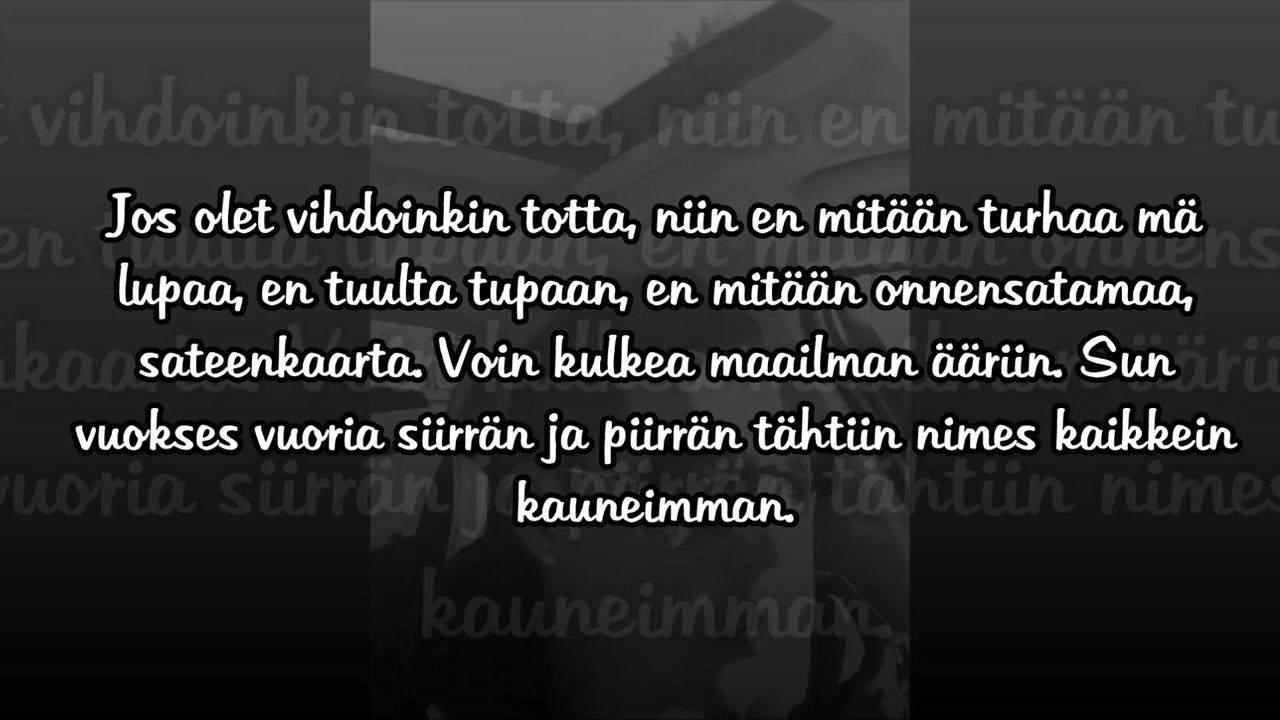 Jos olet vihdoinkin totta, niin en mitään turhaa mä
lupaa, en tuulta tupaan, en mitään onnensatamaa,
sateenkaarta. Voin kulkea maailman ääriin. Sun
vuokses vuoria siirrän ja piirrän tähtiin nimes kaikkein
kauneimman.